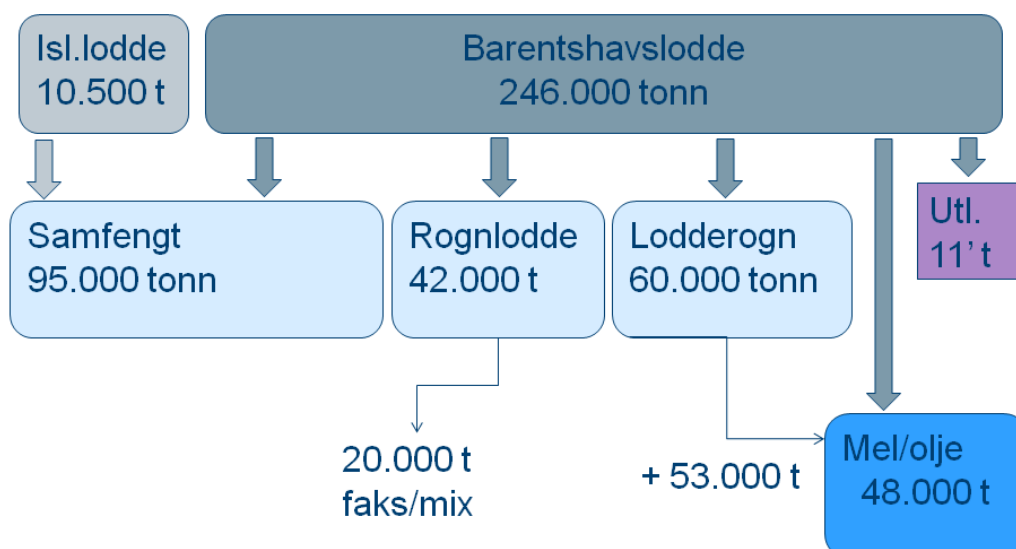 Isl.lodde
10.500 t
Barentshavslodde
246.000 tonn
Samfengt
95.000 tonn
Rognlodde
42.000 t
Lodderogn
60.000 tonn
Utl.
11’ t
20.000 t
faks/mix
+ 53.000 t
Mel/olje
48.000 t